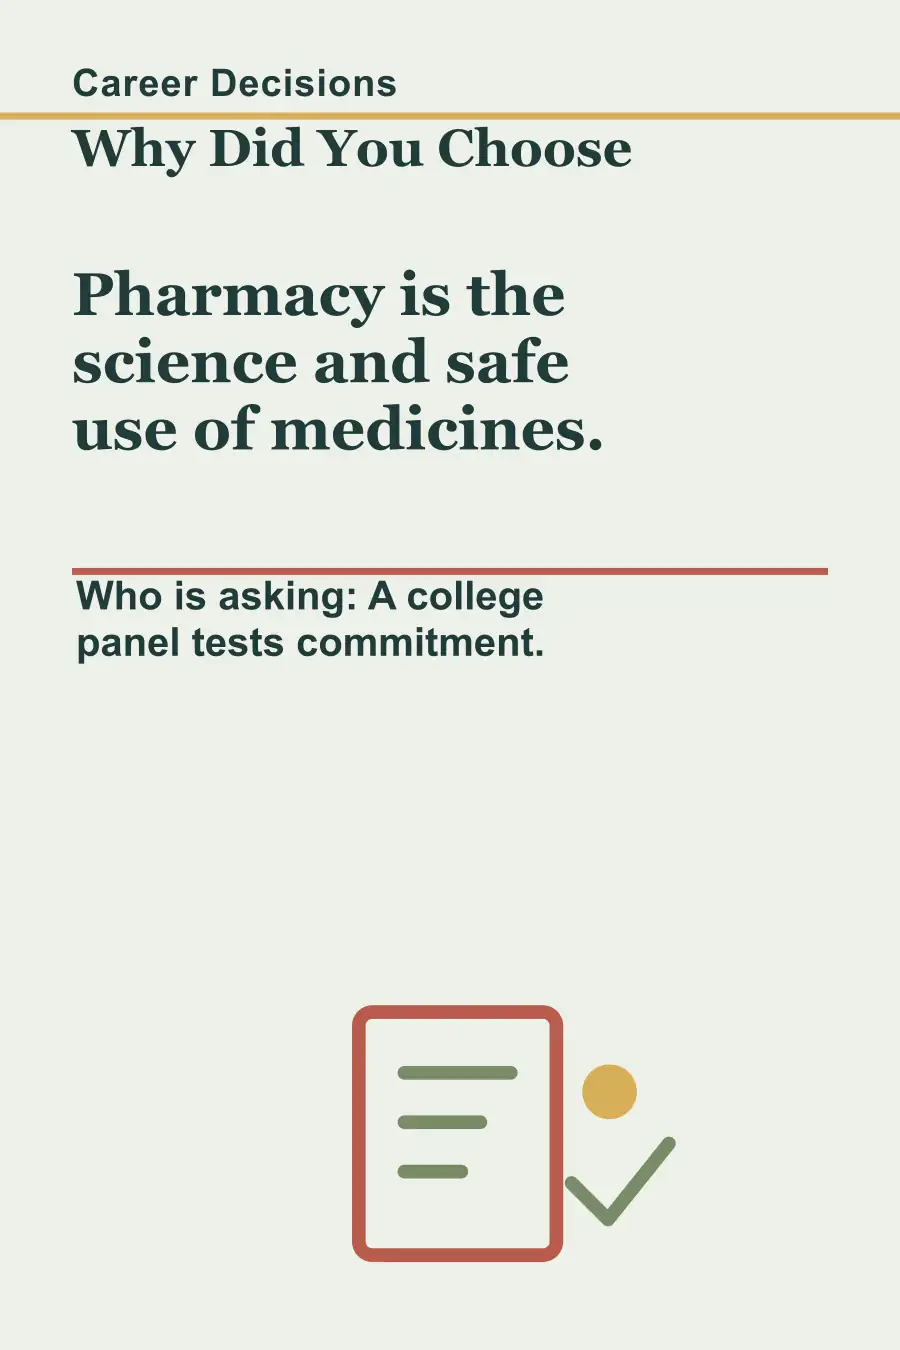 Career Decisions
Why Did You Choose
Pharmacy is the
science and safe
use of medicines.
Who is asking: A college
panel tests commitment.